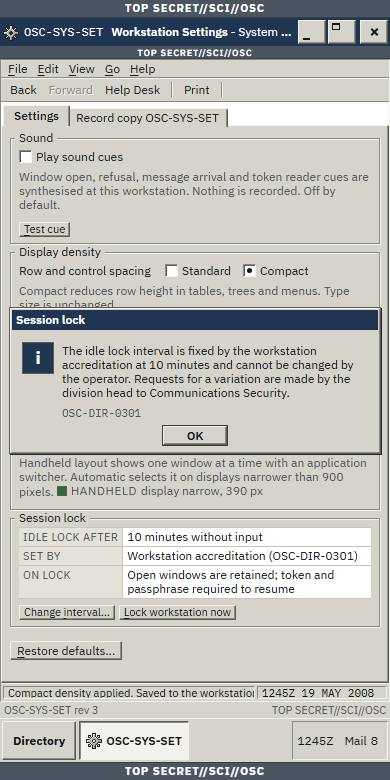 TOP SECRET//SCI//OSC
OSC-SYS-SET Workstation Settings - System ...
TOP SECRET//SCI//OSC
File Edit View Go Help
Back Forward Help Desk Print
Settings Record copy OSC-SYS-SET
Sound
Play sound cues
Window open, refusal, message arrival and token reader cues are
synthesised at this workstation. Nothing is recorded. Off by
default.
Test cue
Display density
Row and control spacing Standard Compact
Compact reduces row height in tables, trees and menus. Type
size is unchanged
Session lock
The idle lock interval is fixed by the workstation
accreditation at 10 minutes and cannot be changed by
the operator. Requests for a variation are made by the
division head to Communications Security.
OSC-DIR-0301
OK
Handheld layout shows one window at a time with an application
switcher. Automatic selects it on displays narrower than 900
pixels. HANDHELD display narrow, 390 px
Session lock
IDLE LOCK AFTER 10 minutes without input
SET BY Workstation accreditation (OSC-DIR-0301)
ON LOCK Open windows are retained; token and
passphrase required to resume
Change interval... Lock workstation now
Restore defaults...
Compact density applied. Saved to the workstation 1245Z 19 MAY 2008
OSC-SYS-SET rev 3 TOP SECRET//SCI//OSC
Directory OSC-SYS-SET 1245Z Mail 8
TOP SECRET//SCI//OSC